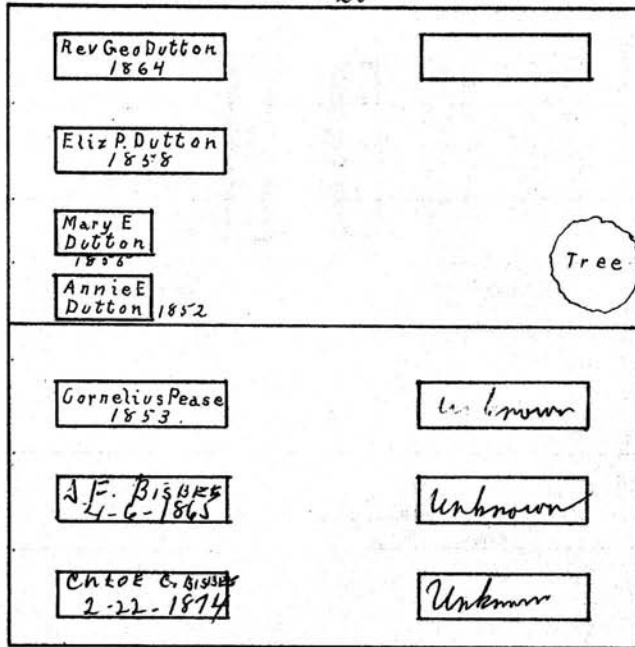 Rev Geo Dutton
1864
Eliz P. Dutton
1858
Mary E
Dutton
Tree
Annie E
Dutton 1852
Cornelius Pease
1853.
Unknown
Bisbee
4-6-1865
Unknown
Chloe C. Bisbee
2-22-1874
Unknown